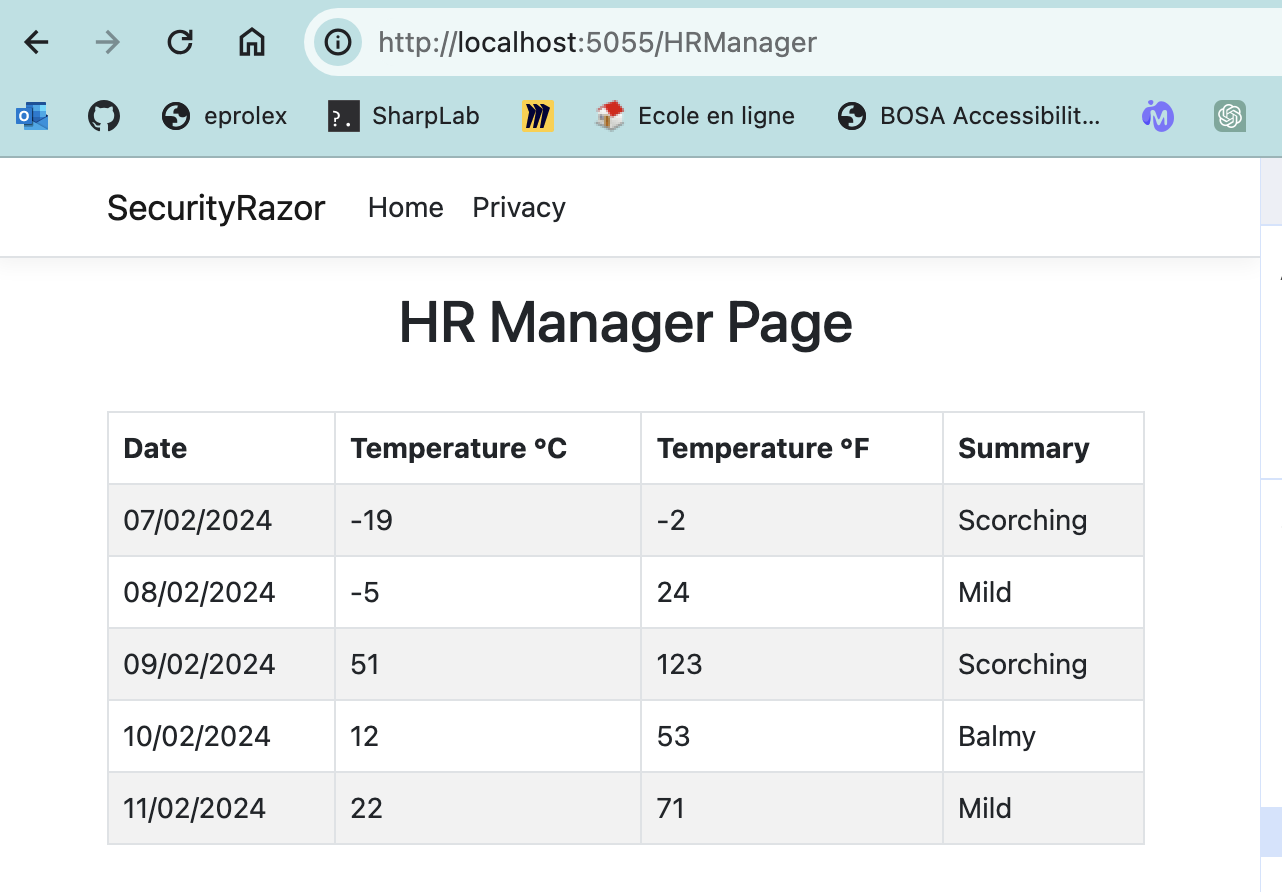 http://localhost:5055/HRManager
eprolex SharpLab Ecole en ligne BOSA Accessibilit...
SecurityRazor Home Privacy
HR Manager Page
Date Temperature °C Temperature °F Summary
07/02/2024 -19 -2 Scorching
08/02/2024 -5 24 Mild
09/02/2024 51 123 Scorching
10/02/2024 12 53 Balmy
11/02/2024 22 71 Mild